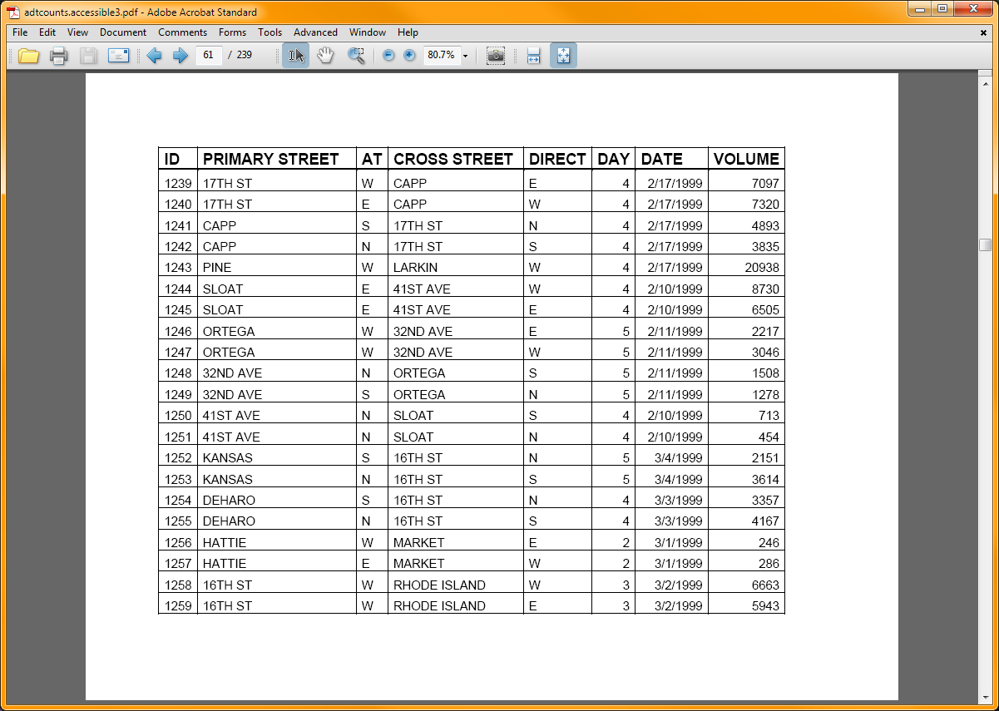 adtcounts.accessible3.pdf - Adobe Acrobat Standard
File Edit View Document Comments Forms Tools Advanced Window Help
61 / 239 80.7%
ID PRIMARY STREET AT CROSS STREET DIRECT DAY DATE VOLUME
1239 17TH ST W CAPP E 4 2/17/1999 7097
1240 17TH ST E CAPP W 4 2/17/1999 7320
1241 CAPP S 17TH ST N 4 2/17/1999 4893
1242 CAPP N 17TH ST S 4 2/17/1999 3835
1243 PINE W LARKIN W 4 2/17/1999 20938
1244 SLOAT E 41ST AVE W 4 2/10/1999 8730
1245 SLOAT E 41ST AVE E 4 2/10/1999 6505
1246 ORTEGA W 32ND AVE E 5 2/11/1999 2217
1247 ORTEGA W 32ND AVE W 5 2/11/1999 3046
1248 32ND AVE N ORTEGA S 5 2/11/1999 1508
1249 32ND AVE S ORTEGA N 5 2/11/1999 1278
1250 41ST AVE N SLOAT S 4 2/10/1999 713
1251 41ST AVE N SLOAT N 4 2/10/1999 454
1252 KANSAS S 16TH ST N 5 3/4/1999 2151
1253 KANSAS N 16TH ST S 5 3/4/1999 3614
1254 DEHARO S 16TH ST N 4 3/3/1999 3357
1255 DEHARO N 16TH ST S 4 3/3/1999 4167
1256 HATTIE W MARKET E 2 3/1/1999 246
1257 HATTIE E MARKET W 2 3/1/1999 286
1258 16TH ST W RHODE ISLAND W 3 3/2/1999 6663
1259 16TH ST W RHODE ISLAND E 3 3/2/1999 5943